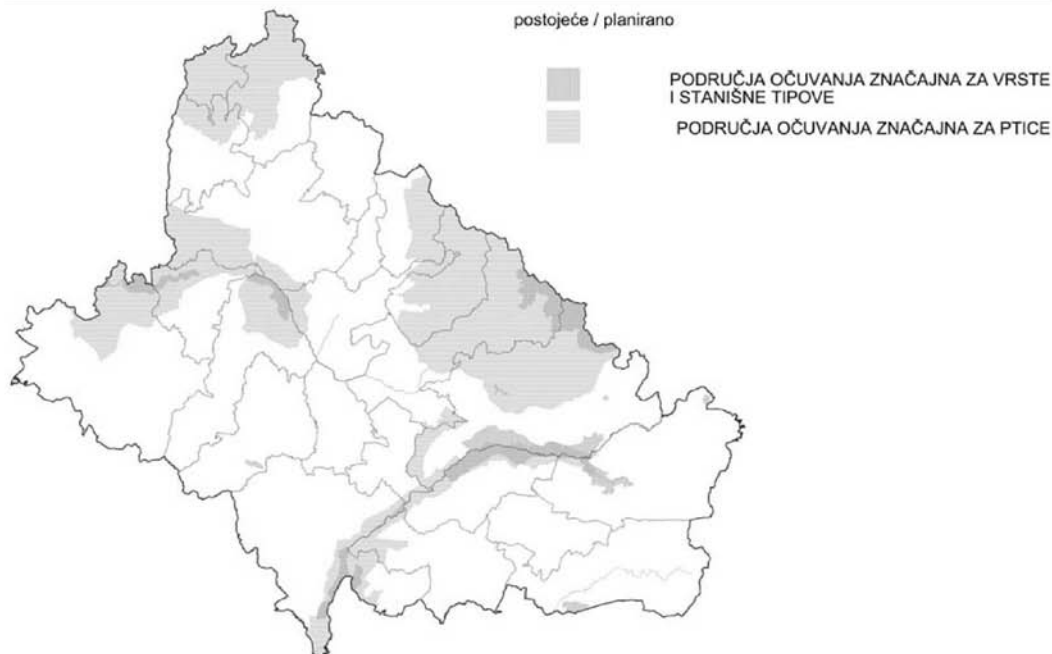 postojeće / planirano
PODRUČJA OČUVANJA ZNAČAJNA ZA VRSTE
I STANIŠNE TIPOVE
PODRUČJA OČUVANJA ZNAČAJNA ZA PTICE